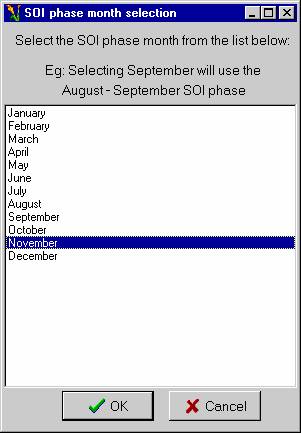 SOI phase month selection
Select the SOI phase month from the list below:
Eg: Selecting September will use the
August - September SOI phase
January
February
March
April
May
June
July
August
September
October
November
December
OK
Cancel